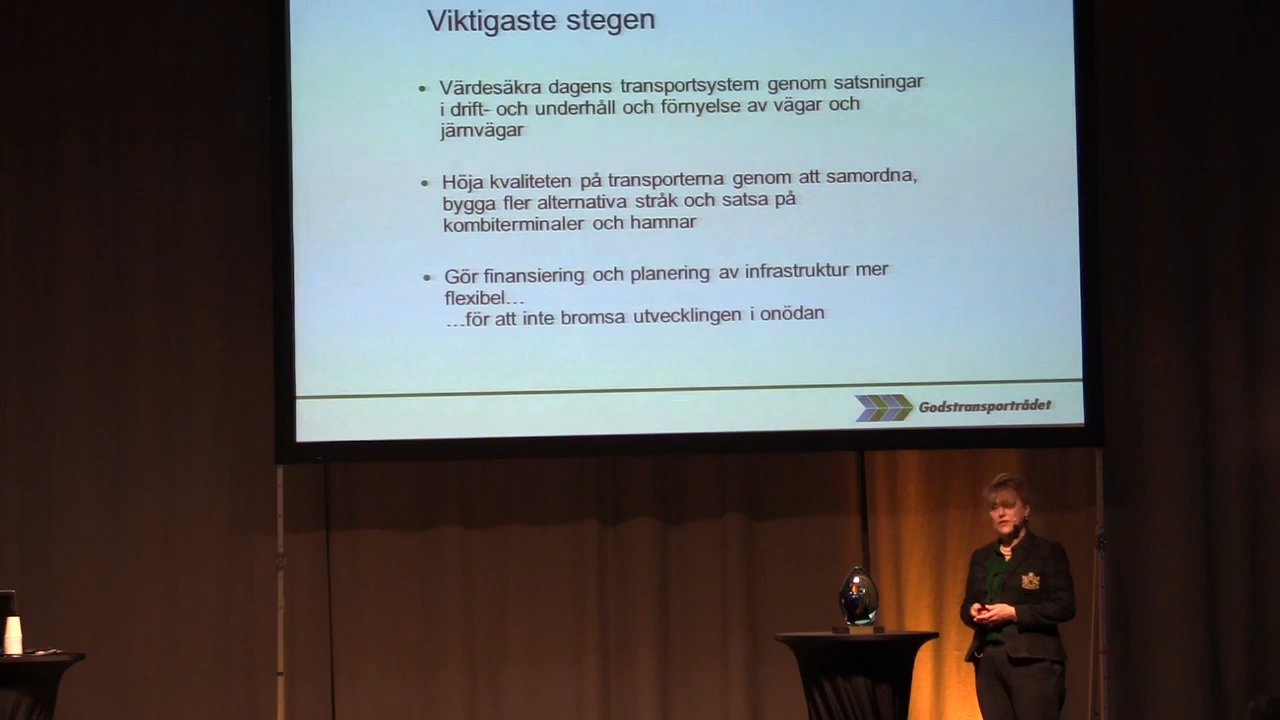 Viktigaste stegen
• Värdesäkra dagens transportsystem genom satsningar
i drift- och underhåll och förnyelse av vägar och
järnvägar
• Höja kvaliteten på transporterna genom att samordna,
bygga fler alternativa stråk och satsa på
kombiterminaler och hamnar
• Gör finansiering och planering av infrastruktur mer
flexibel…
…för att inte bromsa utvecklingen i onödan
Godstransportrådet